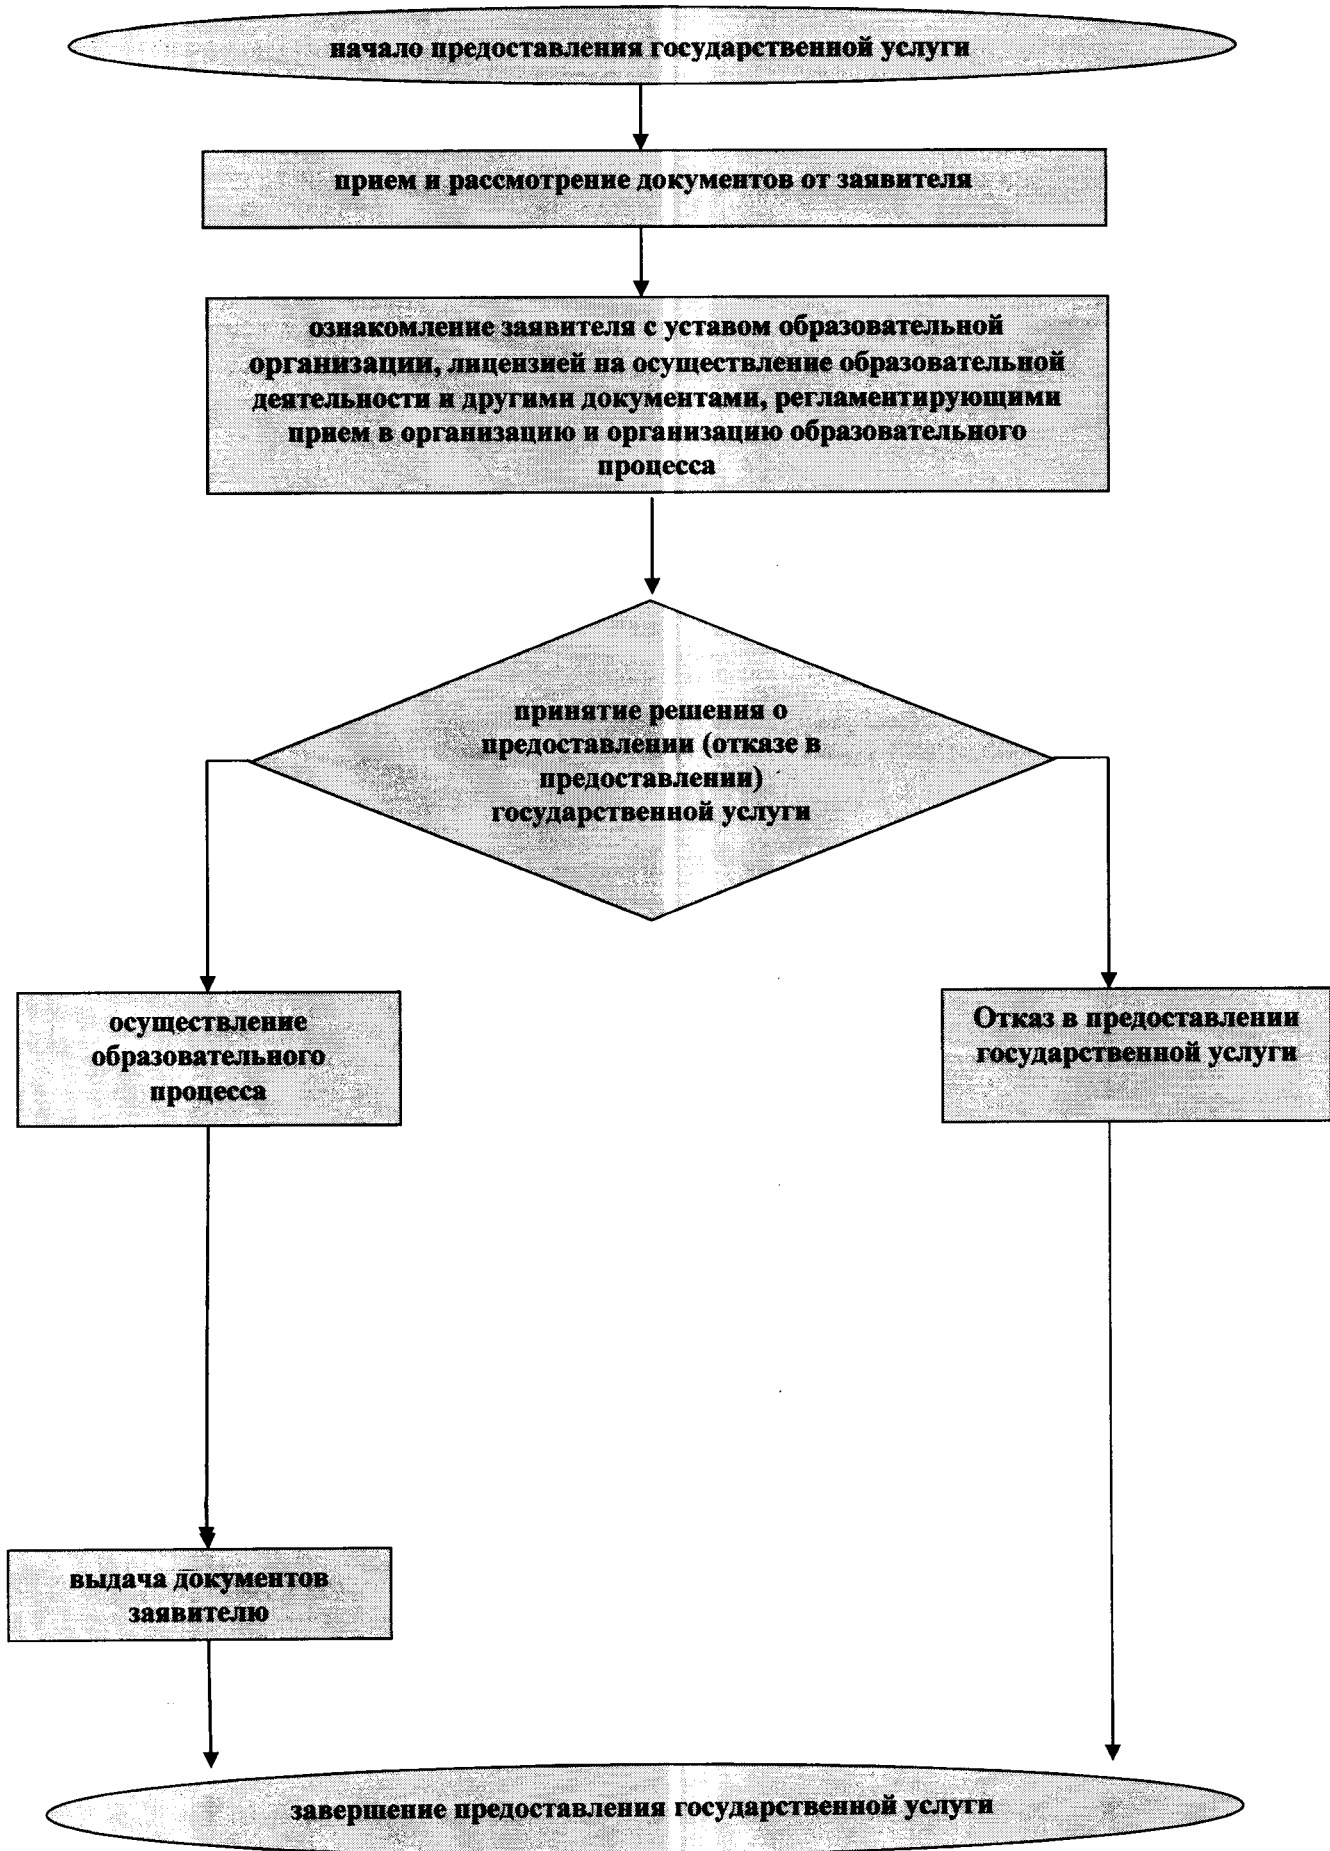 начало предоставления государственной услуги
прием и рассмотрение документов от заявителя
ознакомление заявителя с уставом образовательной
организации, лицензией на осуществление образовательной
деятельности и другими документами, регламентирующими
прием в организацию и организацию образовательного
процесса
принятие решения о
предоставлении (отказе в
предоставлении)
государственной услуги
осуществление
образовательного
процесса
Отказ в предоставлении
государственной услуги
выдача документов
заявителю
завершение предоставления государственной услуги